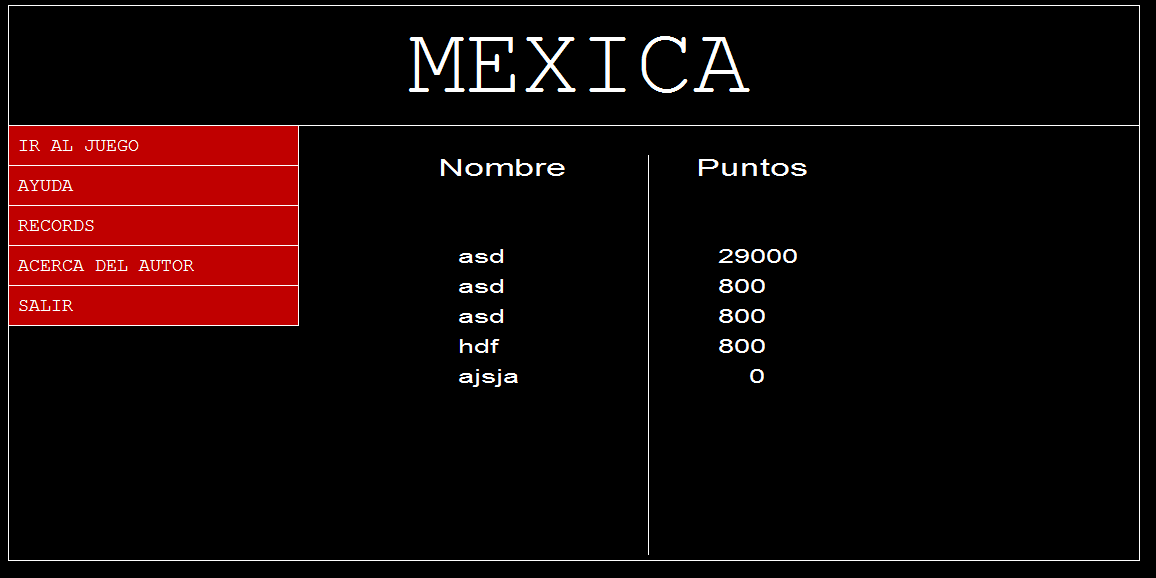 MEXICA
IR AL JUEGO
AYUDA
RECORDS
ACERCA DEL AUTOR
SALIR
Nombre Puntos
asd 29000
asd 800
asd 800
hdf 800
ajsja 0